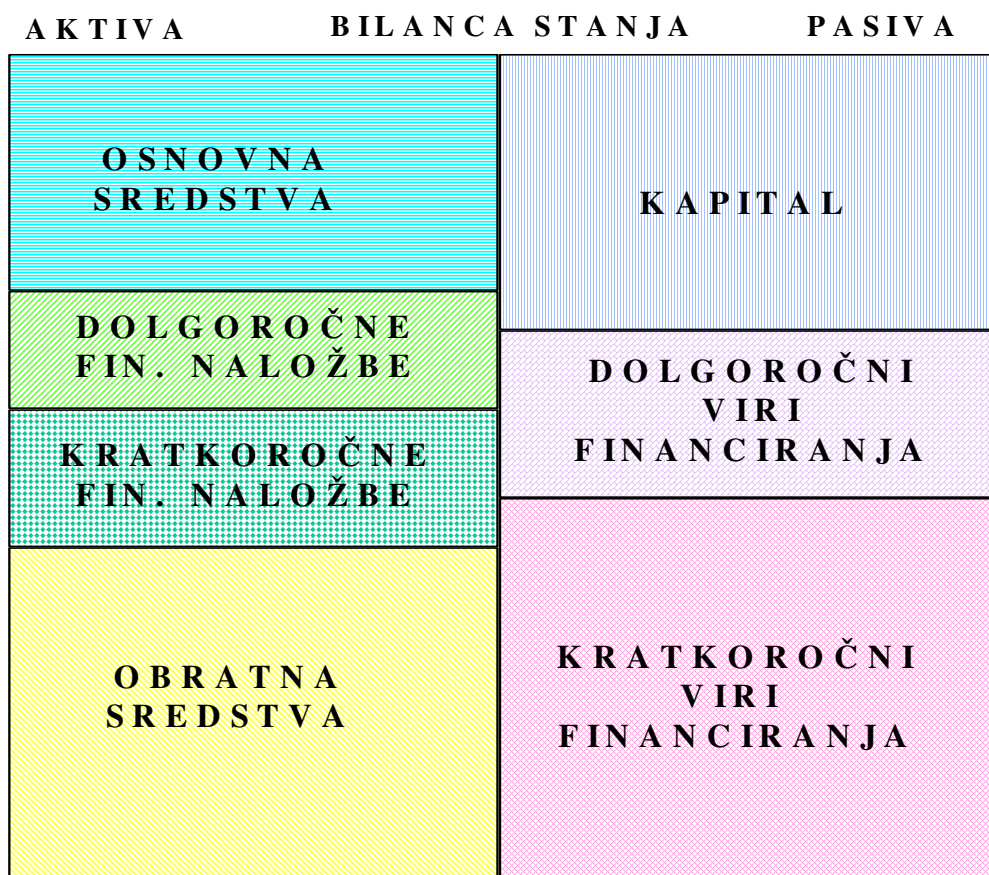 AKTIVA BILANCA STANJA PASIVA
OSNOVNA
SREDSTVA
DOLGOROČNE
FIN. NALOŽBE
KRATKOROČNE
FIN. NALOŽBE
OBRATNA
SREDSTVA
KAPITAL
DOLGOROČNI
VIRI
FINANCIRANJA
KRATKOROČNI
VIRI
FINANCIRANJA